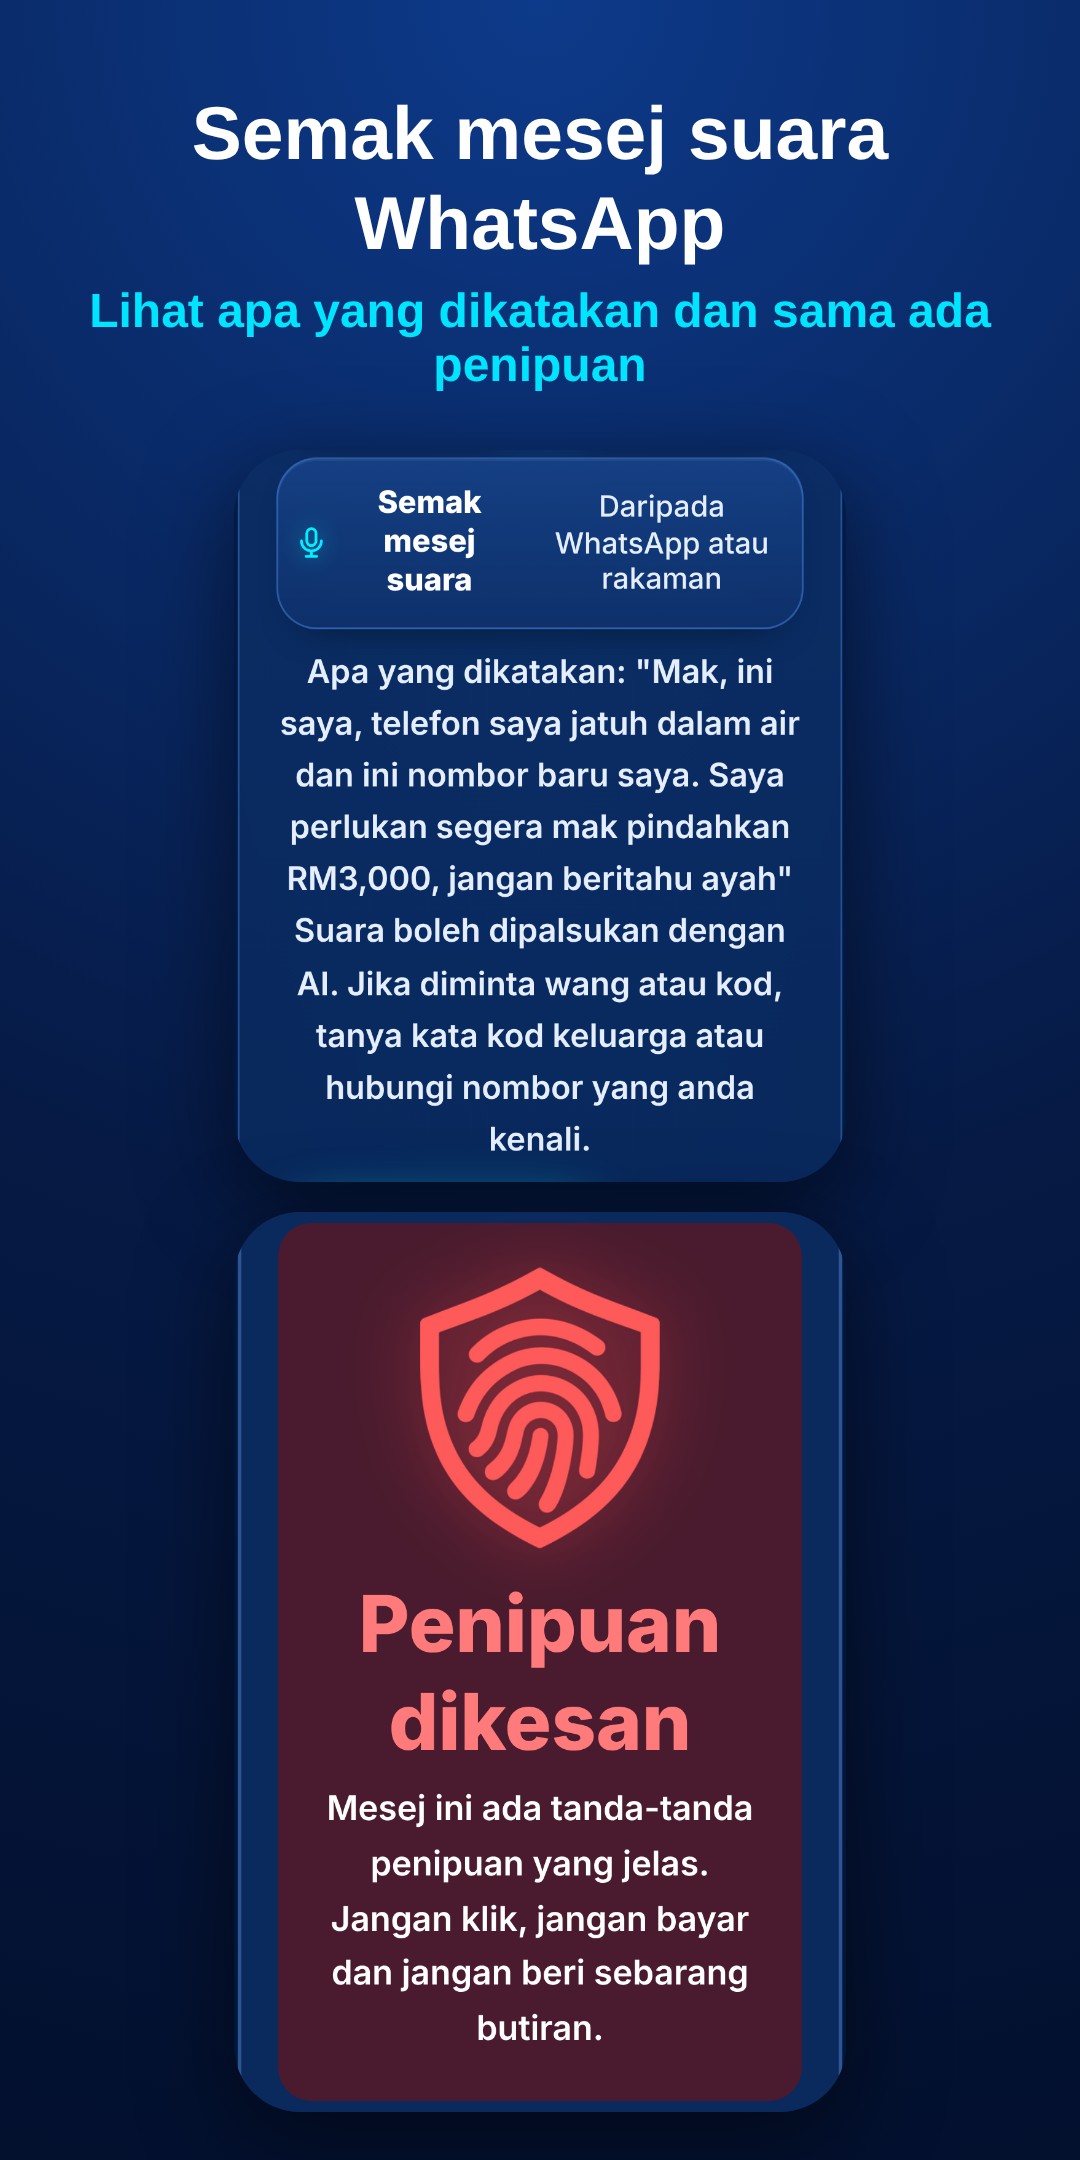 Semak mesej suara
WhatsApp
Lihat apa yang dikatakan dan sama ada
penipuan
Semak
mesej
suara
Daripada
WhatsApp atau
rakaman
Apa yang dikatakan: "Mak, ini
saya, telefon saya jatuh dalam air
dan ini nombor baru saya. Saya
perlukan segera mak pindahkan
RM3,000, jangan beritahu ayah"
Suara boleh dipalsukan dengan
AI. Jika diminta wang atau kod,
tanya kata kod keluarga atau
hubungi nombor yang anda
kenali.
Penipuan
dikesan
Mesej ini ada tanda-tanda
penipuan yang jelas.
Jangan klik, jangan bayar
dan jangan beri sebarang
butiran.